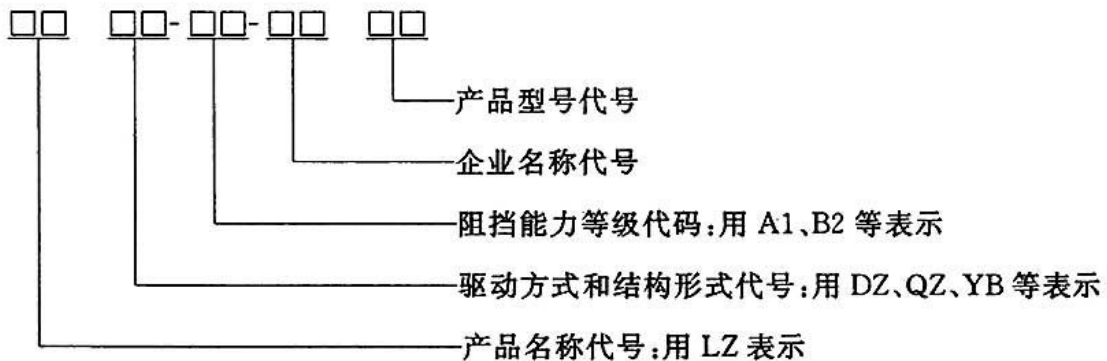 □□ □□-□□-□□ □□
产品型号代号
企业名称代号
阻挡能力等级代码:用 A1、B2 等表示
驱动方式和结构形式代号:用 DZ、QZ、YB 等表示
产品名称代号:用 LZ 表示